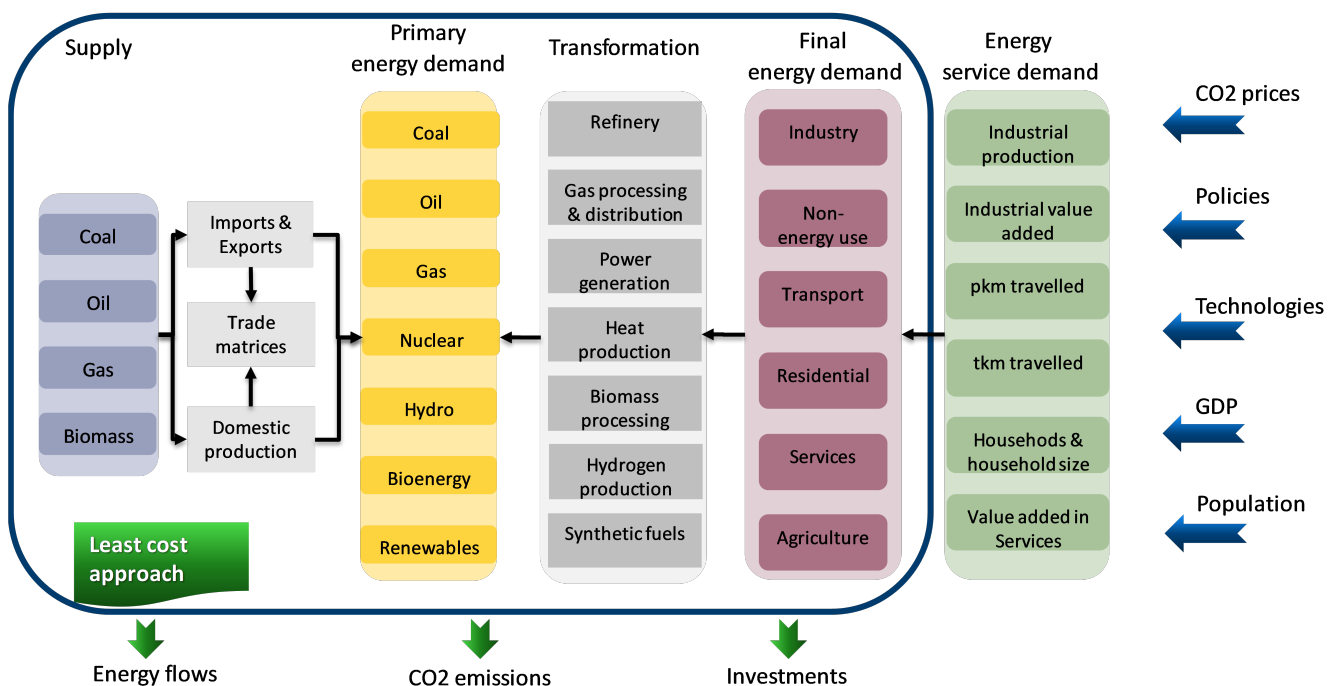 Supply
Coal
Oil
Gas
Biomass
Imports &
Exports
Trade
matrices
Domestic
production
Primary
energy demand
Coal
Oil
Gas
Nuclear
Hydro
Bioenergy
Renewables
Transformation
Refinery
Gas processing
& distribution
Power
generation
Heat
production
Biomass
processing
Hydrogen
production
Synthetic fuels
Final
energy demand
Industry
Non-
energy use
Transport
Residential
Services
Agriculture
Energy
service demand
Industrial
production
Industrial value
added
pkm travelled
tkm travelled
Househods &
household size
Value added in
Services
CO2 prices
Policies
Technologies
GDP
Population
Least cost
approach
Energy flows
CO2 emissions
Investments